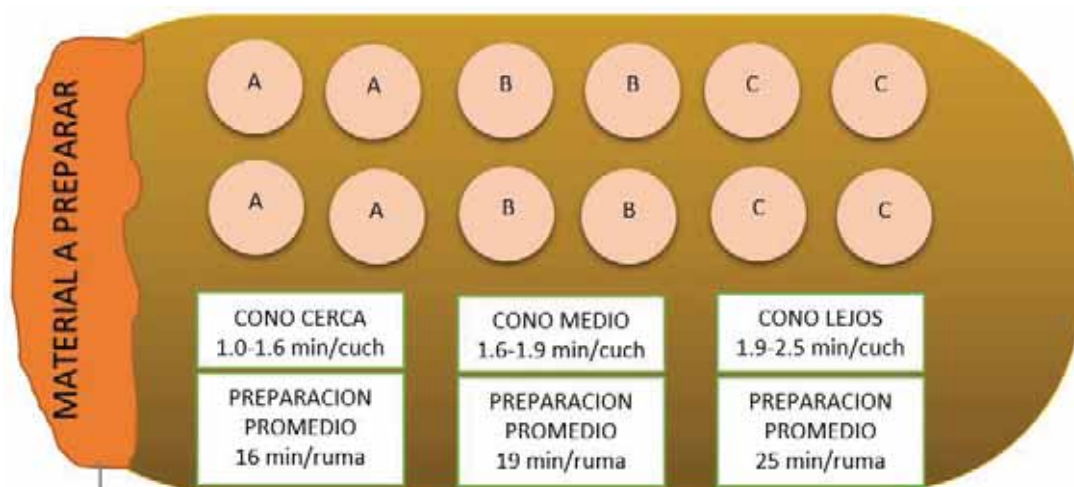 MATERIAL A PREPARAR
A A B B C C
A A B B C C
CONO CERCA
1.0-1.6 min/cuch
PREPARACION
PROMEDIO
16 min/ruma
CONO MEDIO
1.6-1.9 min/cuch
PREPARACION
PROMEDIO
19 min/ruma
CONO LEJOS
1.9-2.5 min/cuch
PREPARACION
PROMEDIO
25 min/ruma